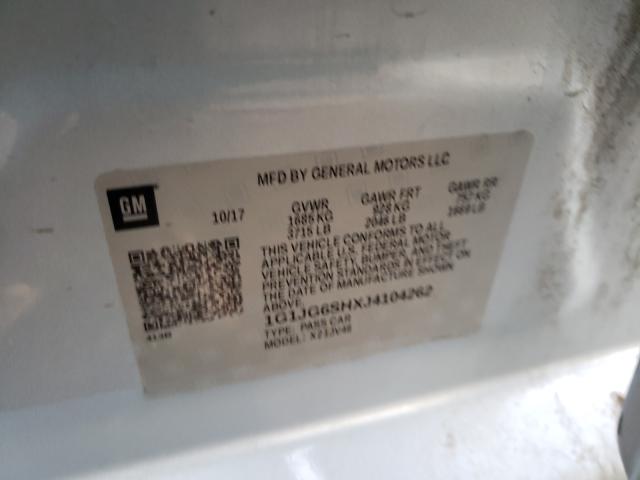 MFD BY GENERAL MOTORS LLC
GM
10/17
GVWR GAWR FRT GAWR RR
1685 KG 928 KG 757 KG
3715 LB 2046 LB 1669 LB
THIS VEHICLE CONFORMS TO ALL
APPLICABLE U.S. FEDERAL MOTOR
VEHICLE SAFETY, BUMPER, AND THEFT
PREVENTION STANDARDS IN EFFECT ON
THE DATE OF MANUFACTURE SHOWN
ABOVE.
1G1JG6SHXJ4104262
TYPE: PASS CAR
MODEL: